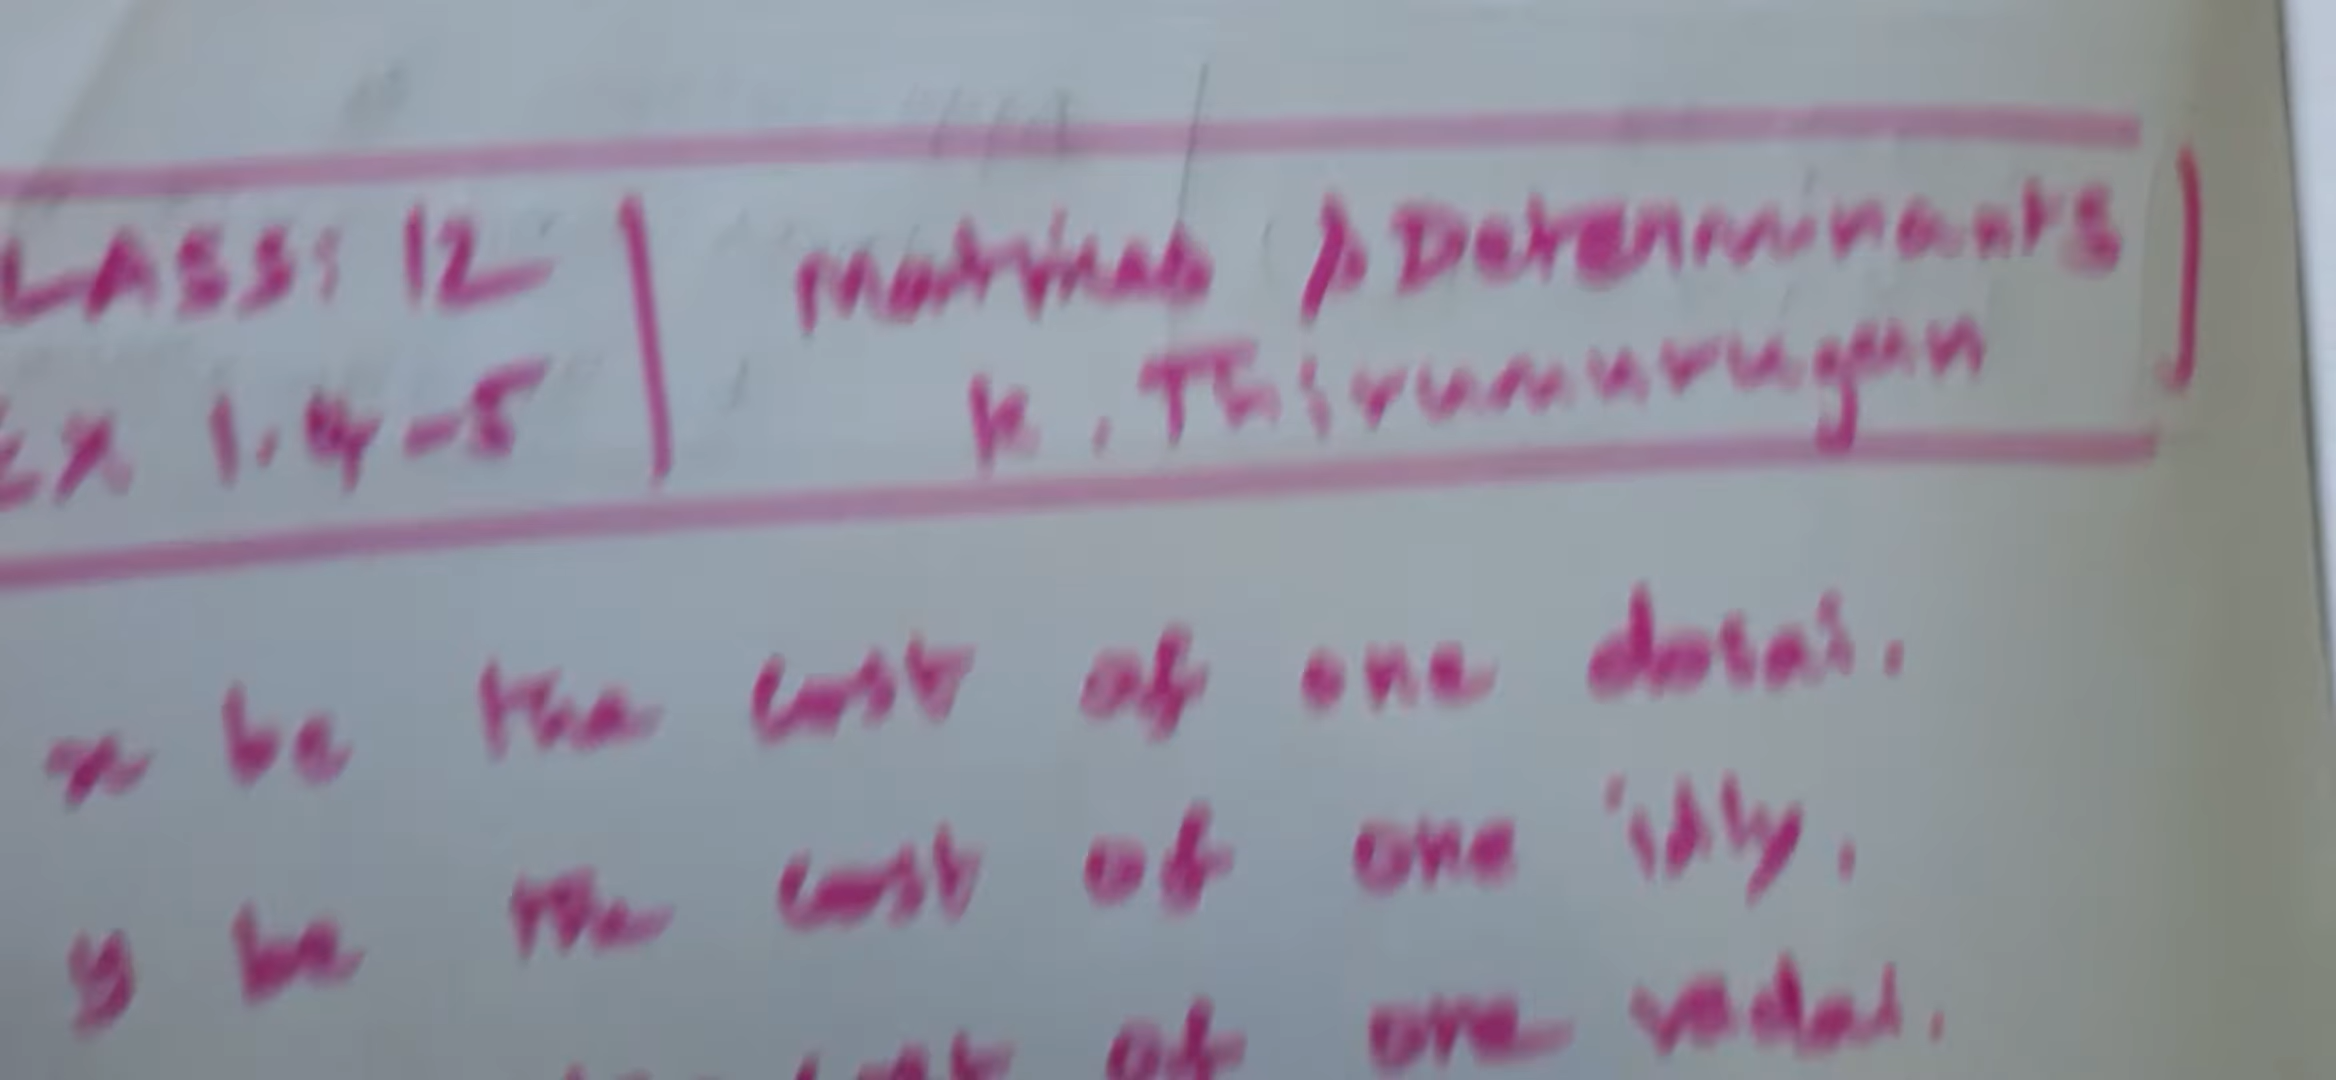 LASS: 12
Matrices & Determinants
Ex 1.4-5
K. Thirumurugan
x be the cost of one dosai.
y be the cost of one idly.
cost of one vadai.